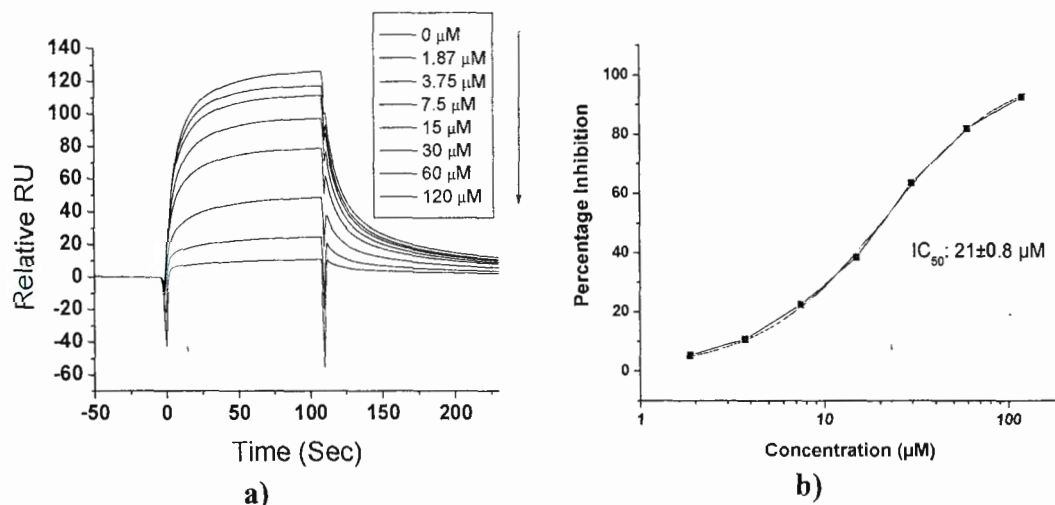 0 µM
1.87 µM
3.75 µM
7.5 µM
15 µM
30 µM
60 µM
120 µM
Relative RU
140
120
100
80
60
40
20
0
-20
-40
-60
-50
0
50
100
150
200
Time (Sec)
a)
Percentage Inhibition
100
80
60
40
20
0
IC50: 21±0.8 µM
1
10
100
Concentration (µM)
b)